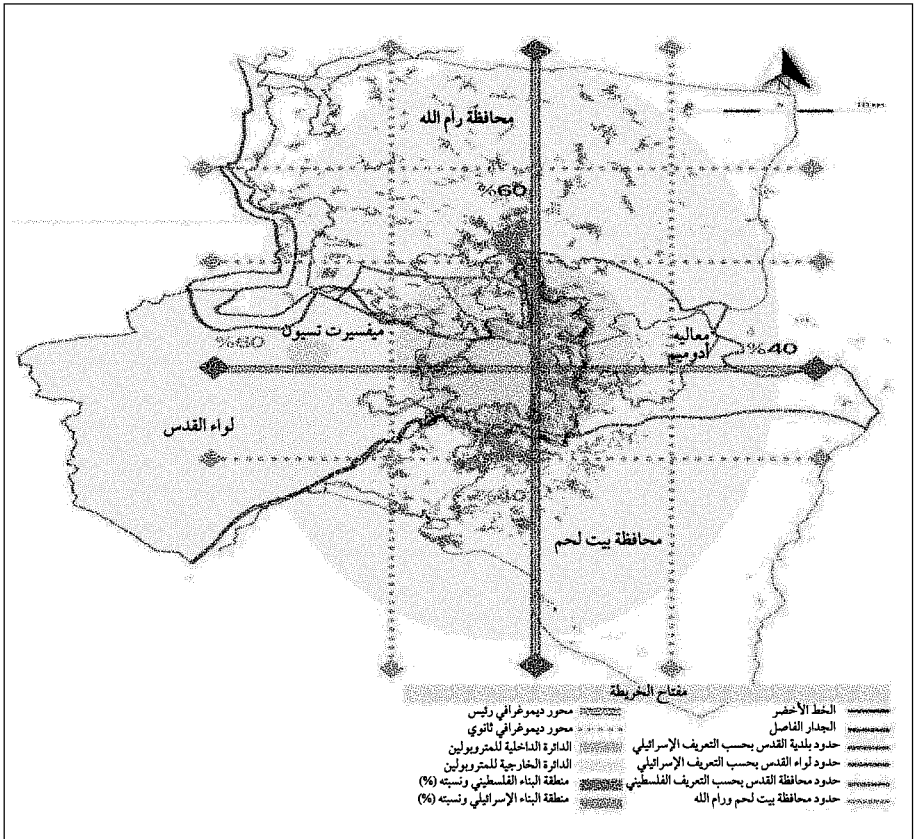 محافظة رام الله
%60
ميفسيرت تسيون
معاليه
أدوميم
%60
%40
لواء القدس
%40
محافظة بيت لحم
مفتاح الخريطة
الخط الأخضر
الجدار الفاصل
حدود بلدية القدس بحسب التعريف الإسرائيلي
حدود لواء القدس بحسب التعريف الإسرائيلي
حدود محافظة القدس بحسب التعريف الفلسطيني
حدود محافظة بيت لحم ورام الله
محور ديموغرافي رئيس
محور ديموغرافي ثانوي
الدائرة الداخلية للمتروبولين
الدائرة الخارجية للمتروبولين
منطقة البناء الفلسطيني ونسبته (%)
منطقة البناء الإسرائيلي ونسبته (%)